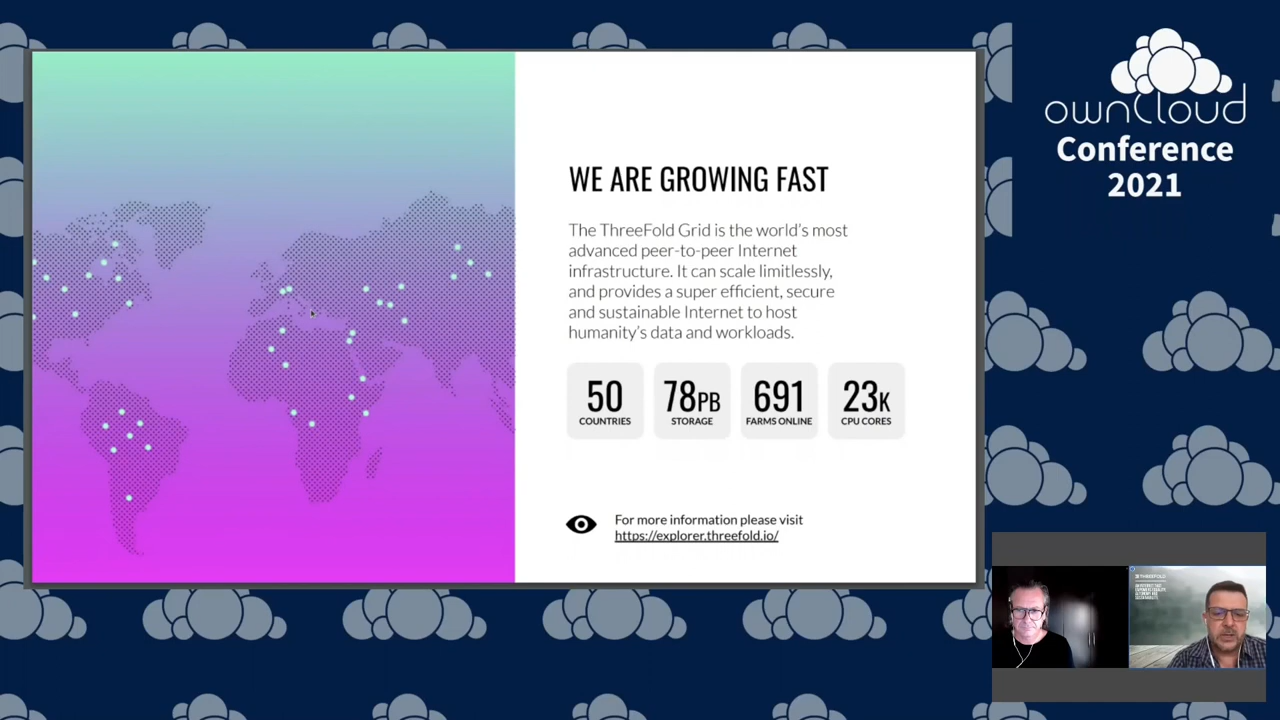 WE ARE GROWING FAST
The ThreeFold Grid is the world's most
advanced peer-to-peer Internet
infrastructure. It can scale limitlessly,
and provides a super efficient, secure
and sustainable Internet to host
humanity's data and workloads.
50
COUNTRIES
78PB
STORAGE
691
FARMS ONLINE
23K
CPU CORES
For more information please visit
https://explorer.threefold.io/
ownCloud
Conference
2021
THREEFOLD